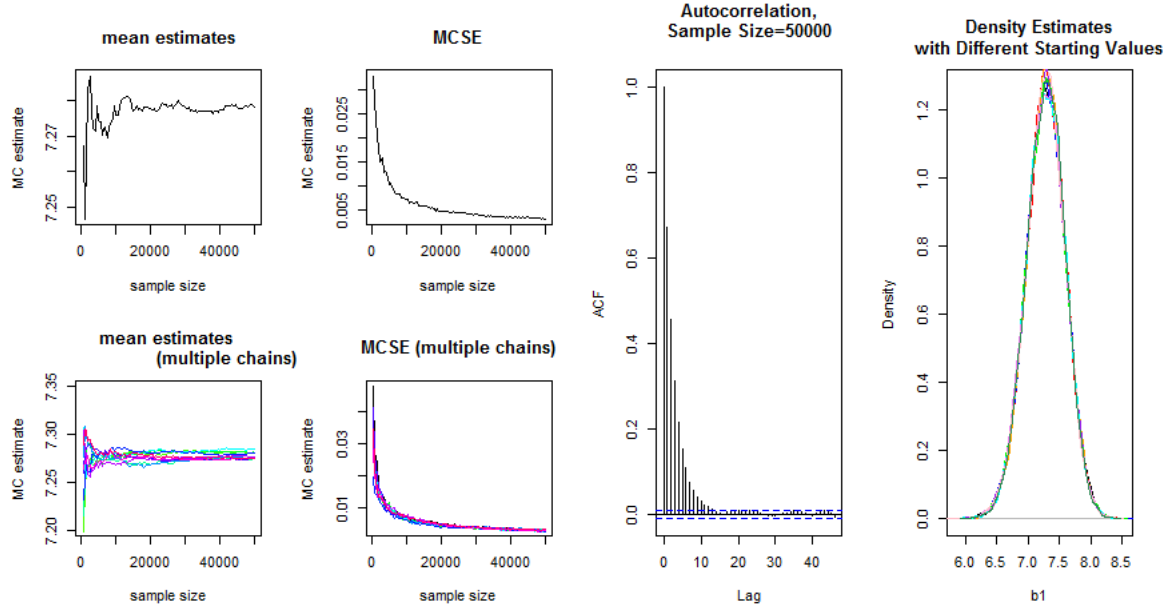 mean estimates
MC estimate
7.27
7.25
0
20000
40000
sample size
MCSE
MC estimate
0.025
0.015
0.005
0
20000
40000
sample size
mean estimates
(multiple chains)
MC estimate
7.35
7.30
7.25
7.20
0
20000
40000
sample size
MCSE (multiple chains)
MC estimate
0.03
0.01
0
20000
40000
sample size
Autocorrelation,
Sample Size=50000
ACF
1.0
0.8
0.6
0.4
0.2
0.0
0
10
20
30
40
Lag
Density Estimates
with Different Starting Values
Density
1.2
1.0
0.8
0.6
0.4
0.2
0.0
6.0
6.5
7.0
7.5
8.0
8.5
b1